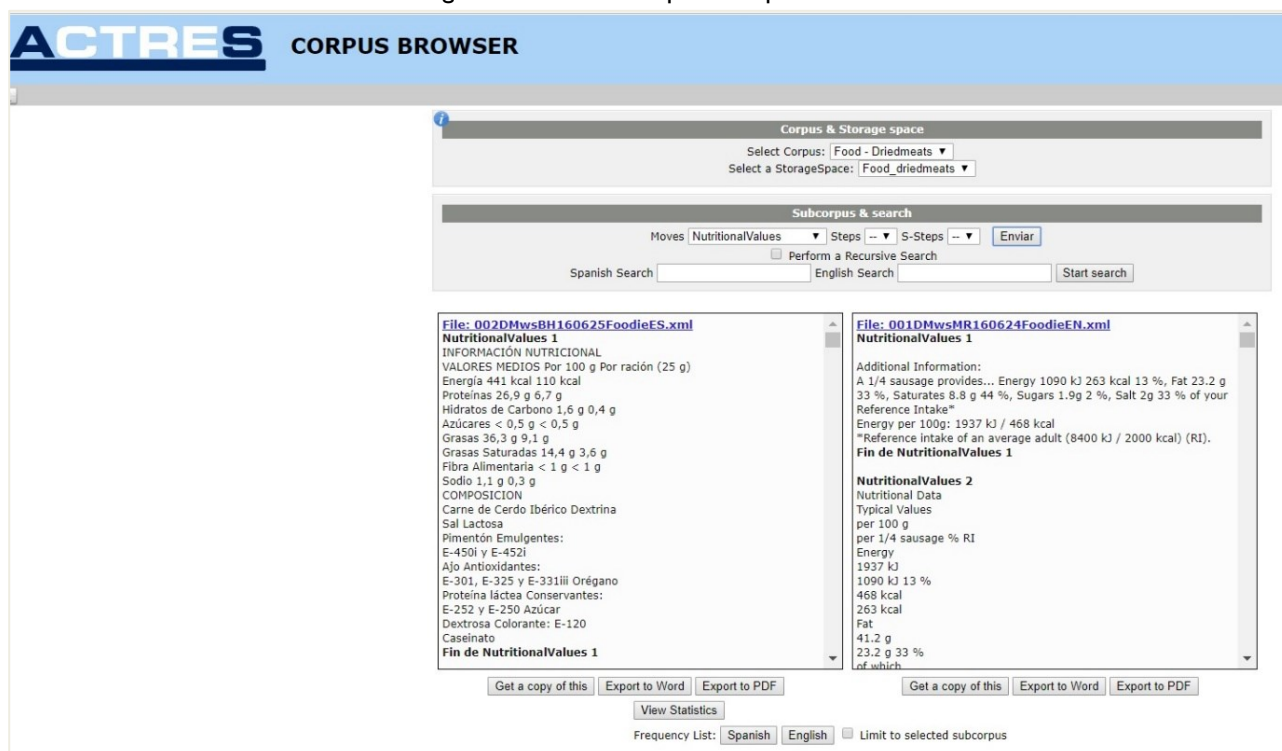 ACTRES CORPUS BROWSER
Corpus & Storage space
Select Corpus: Food - Driedmeats
Select a StorageSpace: Food_driedmeats
Subcorpus & search
Moves NutritionalValues Steps -- S-Steps -- Enviar
Perform a Recursive Search
Spanish Search English Search Start search
File: 002DMwsBH160625FoodieES.xml
NutritionalValues 1
INFORMACIÓN NUTRICIONAL
VALORES MEDIOS Por 100 g Por ración (25 g)
Energía 441 kcal 110 kcal
Proteínas 26,9 g 6,7 g
Hidratos de Carbono 1,6 g 0,4 g
Azúcares < 0,5 g < 0,5 g
Grasas 36,3 g 9,1 g
Grasas Saturadas 14,4 g 3,6 g
Fibra Alimentaria < 1 g < 1 g
Sodio 1,1 g 0,3 g
COMPOSICION
Carne de Cerdo Ibérico Dextrina
Sal Lactosa
Pimentón Emulgentes:
E-450i y E-452i
Ajo Antioxidantes:
E-301, E-325 y E-331iii Orégano
Proteína láctea Conservantes:
E-252 y E-250 Azúcar
Dextrosa Colorante: E-120
Caseinato
Fin de NutritionalValues 1
File: 001DMwsMR160624FoodieEN.xml
NutritionalValues 1
Additional Information:
A 1/4 sausage provides... Energy 1090 kJ 263 kcal 13 %, Fat 23.2 g
33 %, Saturates 8.8 g 44 %, Sugars 1.9g 2 %, Salt 2g 33 % of your
Reference Intake*
Energy per 100g: 1937 kJ / 468 kcal
*Reference intake of an average adult (8400 kJ / 2000 kcal) (RI).
Fin de NutritionalValues 1
NutritionalValues 2
Nutritional Data
Typical Values
per 100 g
per 1/4 sausage % RI
Energy
1937 kJ
1090 kJ 13 %
468 kcal
263 kcal
Fat
41.2 g
23.2 g 33 %
of which
Get a copy of this Export to Word Export to PDF
Get a copy of this Export to Word Export to PDF
View Statistics
Frequency List: Spanish English Limit to selected subcorpus